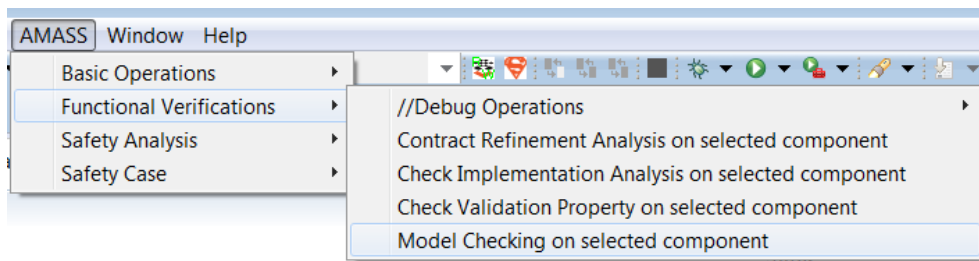 AMASS Window Help
Basic Operations
Functional Verifications
Safety Analysis
Safety Case
//Debug Operations
Contract Refinement Analysis on selected component
Check Implementation Analysis on selected component
Check Validation Property on selected component
Model Checking on selected component